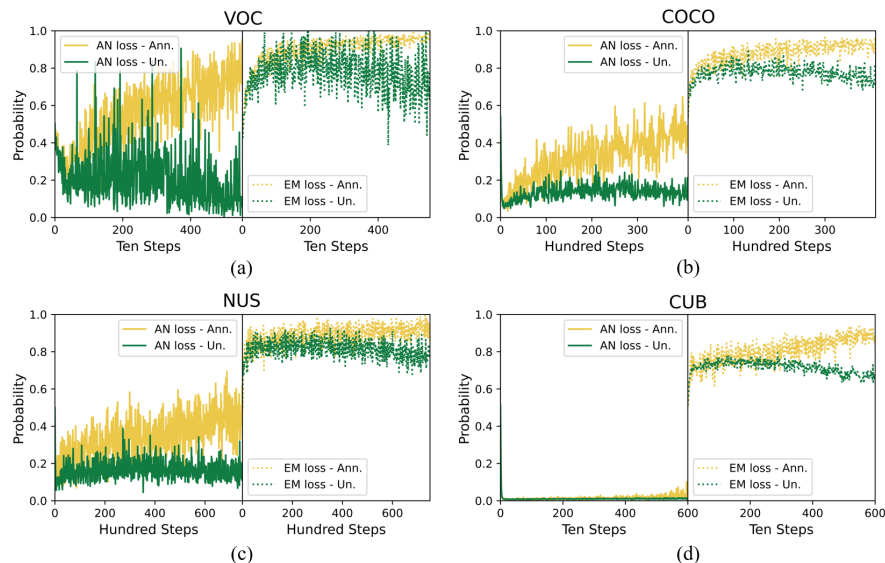 VOC
AN loss - Ann.
AN loss - Un.
EM loss - Ann.
EM loss - Un.
Probability
1.0
0.8
0.6
0.4
0.2
0.0
200 400 0 200 400
Ten Steps Ten Steps
(a)
COCO
AN loss - Ann.
AN loss - Un.
EM loss - Ann.
EM loss - Un.
Probability
1.0
0.8
0.6
0.4
0.2
0.0
0 100 200 300 0 100 200 300
Hundred Steps Hundred Steps
(b)
NUS
AN loss - Ann.
AN loss - Un.
EM loss - Ann.
EM loss - Un.
Probability
1.0
0.8
0.6
0.4
0.2
0.0
200 400 600 0 200 400 600
Hundred Steps Hundred Steps
(c)
CUB
AN loss - Ann.
AN loss - Un.
EM loss - Ann.
EM loss - Un.
Probability
1.0
0.8
0.6
0.4
0.2
0.0
0 200 400 600 200 400 600
Ten Steps Ten Steps
(d)